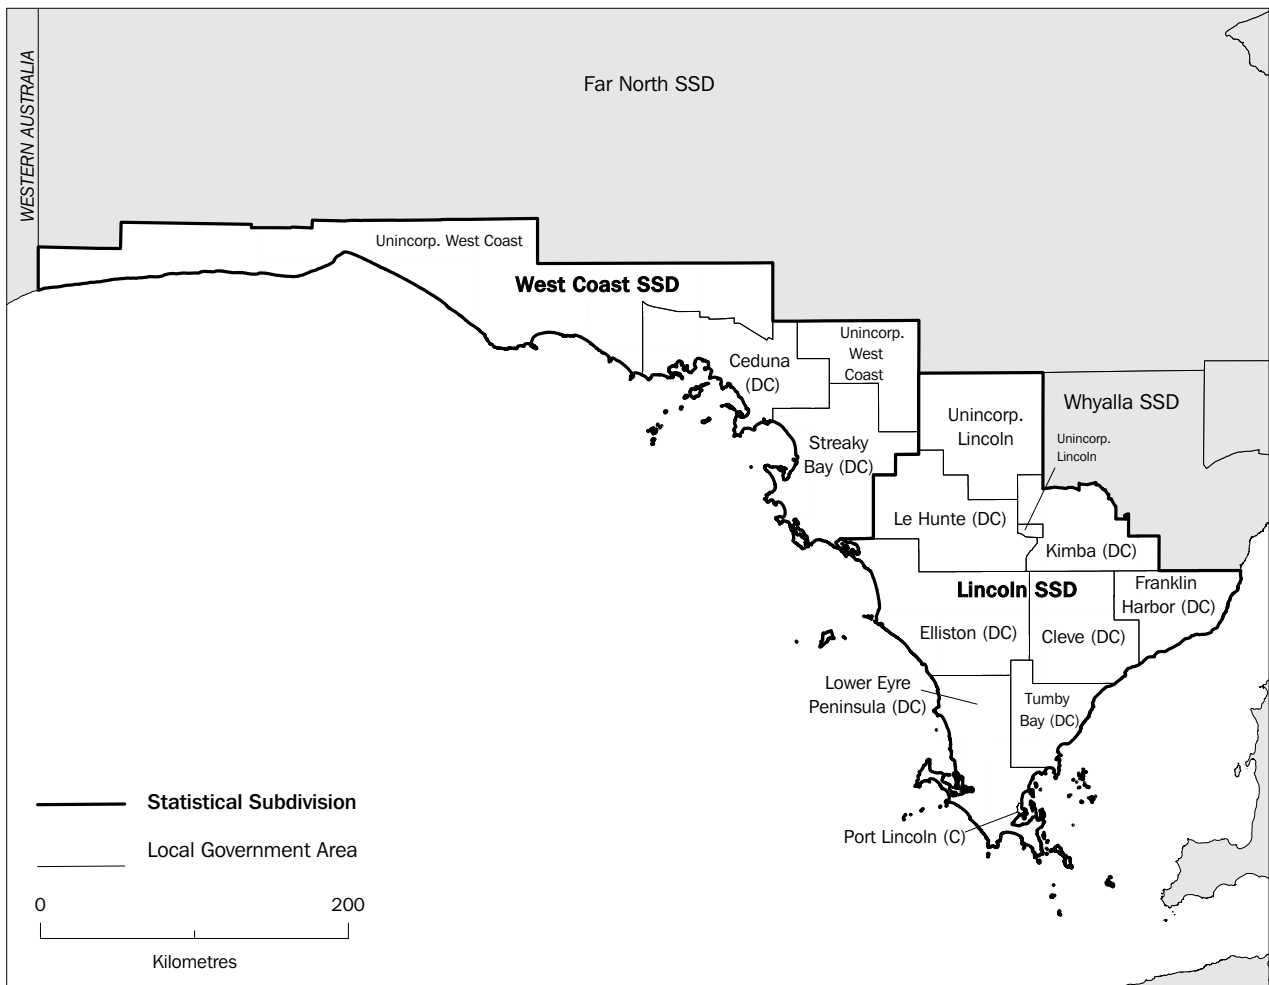 Far North SSD
WESTERN AUSTRALIA
Unincorp. West Coast
West Coast SSD
Unincorp.
West
Coast
Ceduna
(DC)
Whyalla SSD
Unincorp.
Lincoln
Unincorp.
Lincoln
Streaky
Bay (DC)
Le Hunte (DC)
Kimba (DC)
Lincoln SSD
Franklin
Harbor (DC)
Elliston (DC)
Cleve (DC)
Lower Eyre
Peninsula (DC)
Tumby
Bay (DC)
Port Lincoln (C)
Statistical Subdivision
Local Government Area
0
200
Kilometres